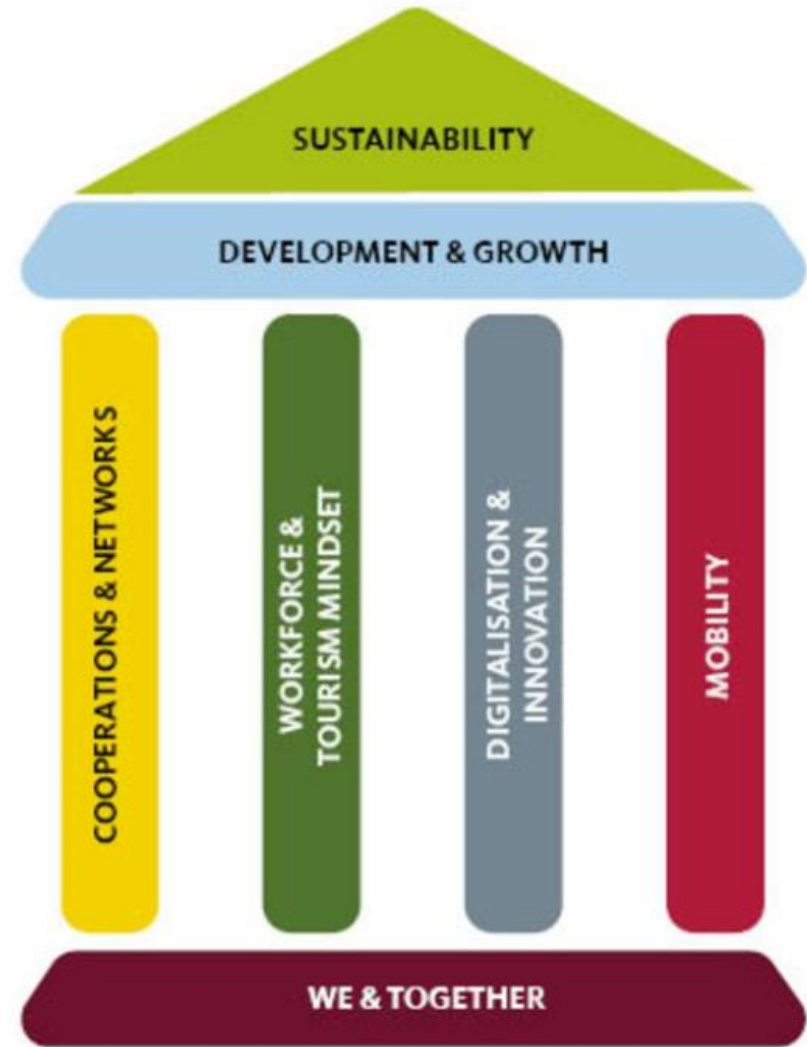 SUSTAINABILITY
DEVELOPMENT & GROWTH
COOPERATIONS & NETWORKS
WORKFORCE &
TOURISM MINDSET
DIGITALISATION &
INNOVATION
MOBILITY
WE & TOGETHER